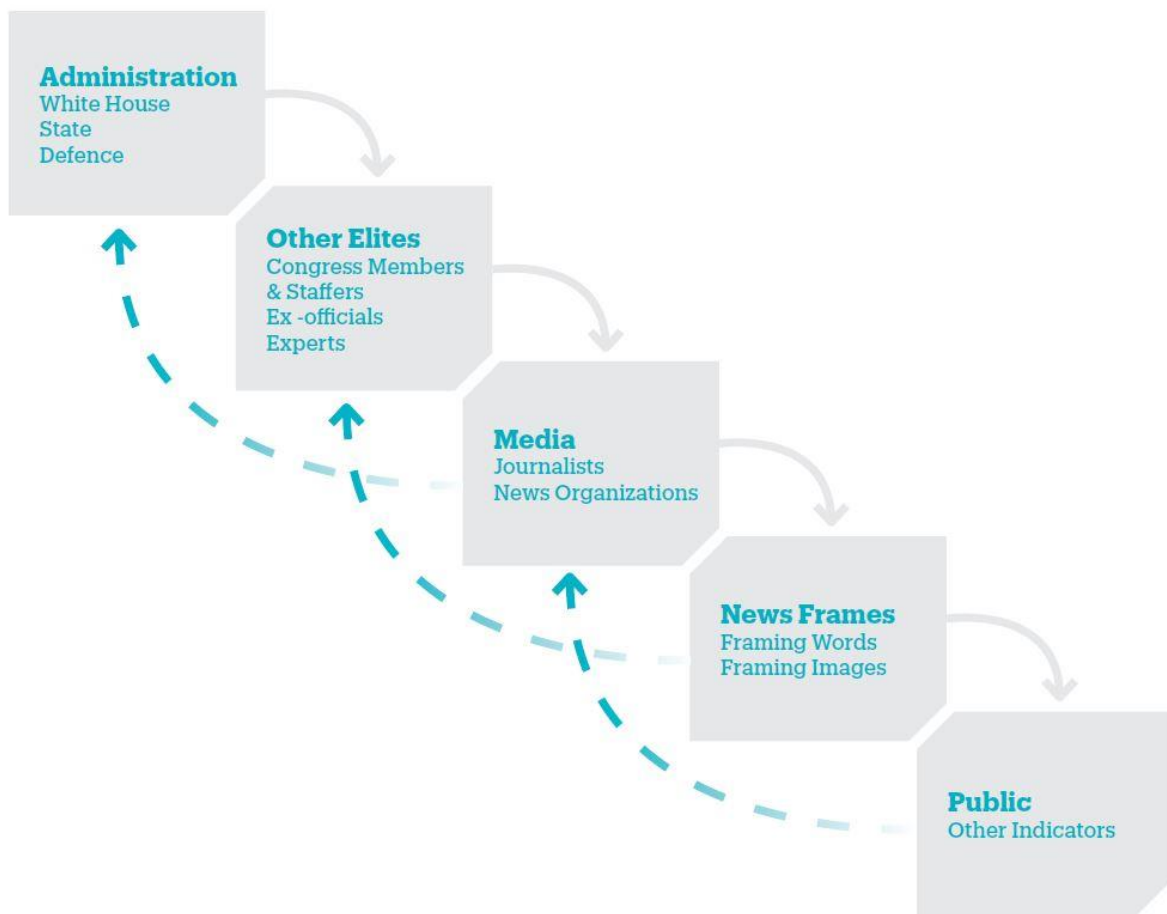 Administration
White House
State
Defence
Other Elites
Congress Members
& Staffers
Ex -officials
Experts
Media
Journalists
News Organizations
News Frames
Framing Words
Framing Images
Public
Other Indicators